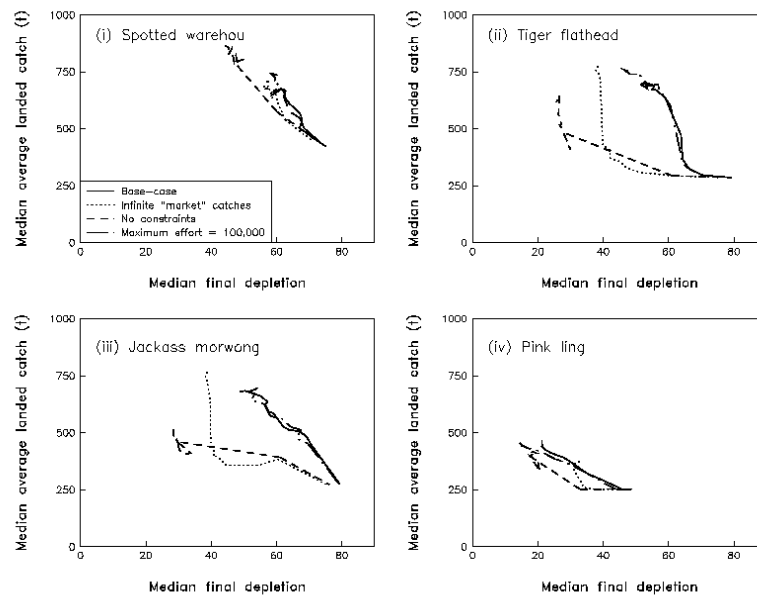 (i) Spotted warehou
Median average landed catch (t)
1000
750
500
250
0
Base-case
Infinite "market" catches
No constraints
Maximum effort = 100,000
0 20 40 60 80
Median final depletion
(ii) Tiger flathead
Median average landed catch (t)
1000
750
500
250
0
0 20 40 60 80
Median final depletion
(iii) Jackass morwong
Median average landed catch (t)
1000
750
500
250
0
0 20 40 60 80
Median final depletion
(iv) Pink ling
Median average landed catch (t)
1000
750
500
250
0
0 20 40 60 80
Median final depletion